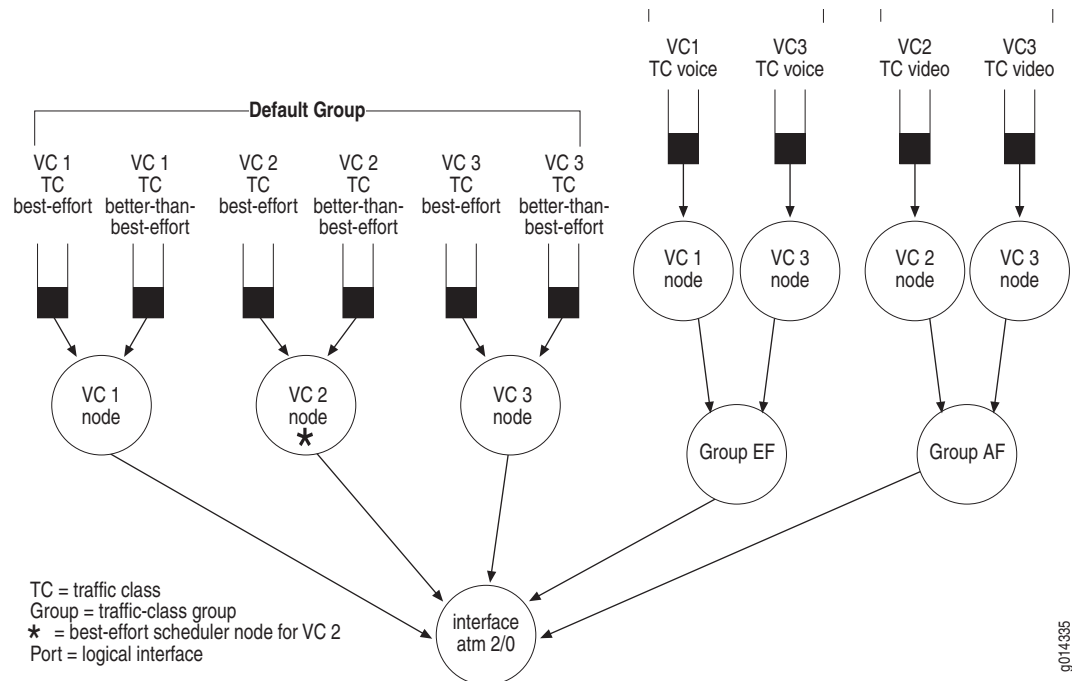 VC1
TC voice
VC3
TC voice
VC2
TC video
VC3
TC video
Default Group
VC 1
TC
best-effort
VC 1
TC
better-than-
best-effort
VC 2
TC
best-effort
VC 2
TC
better-than-
best-effort
VC 3
TC
best-effort
VC 3
TC
better-than-
best-effort
VC 1
node
VC 3
node
VC 2
node
VC 3
node
VC 1
node
VC 2
node
*
VC 3
node
Group EF
Group AF
interface
atm 2/0
TC = traffic class
Group = traffic-class group
* = best-effort scheduler node for VC 2
Port = logical interface
g014335